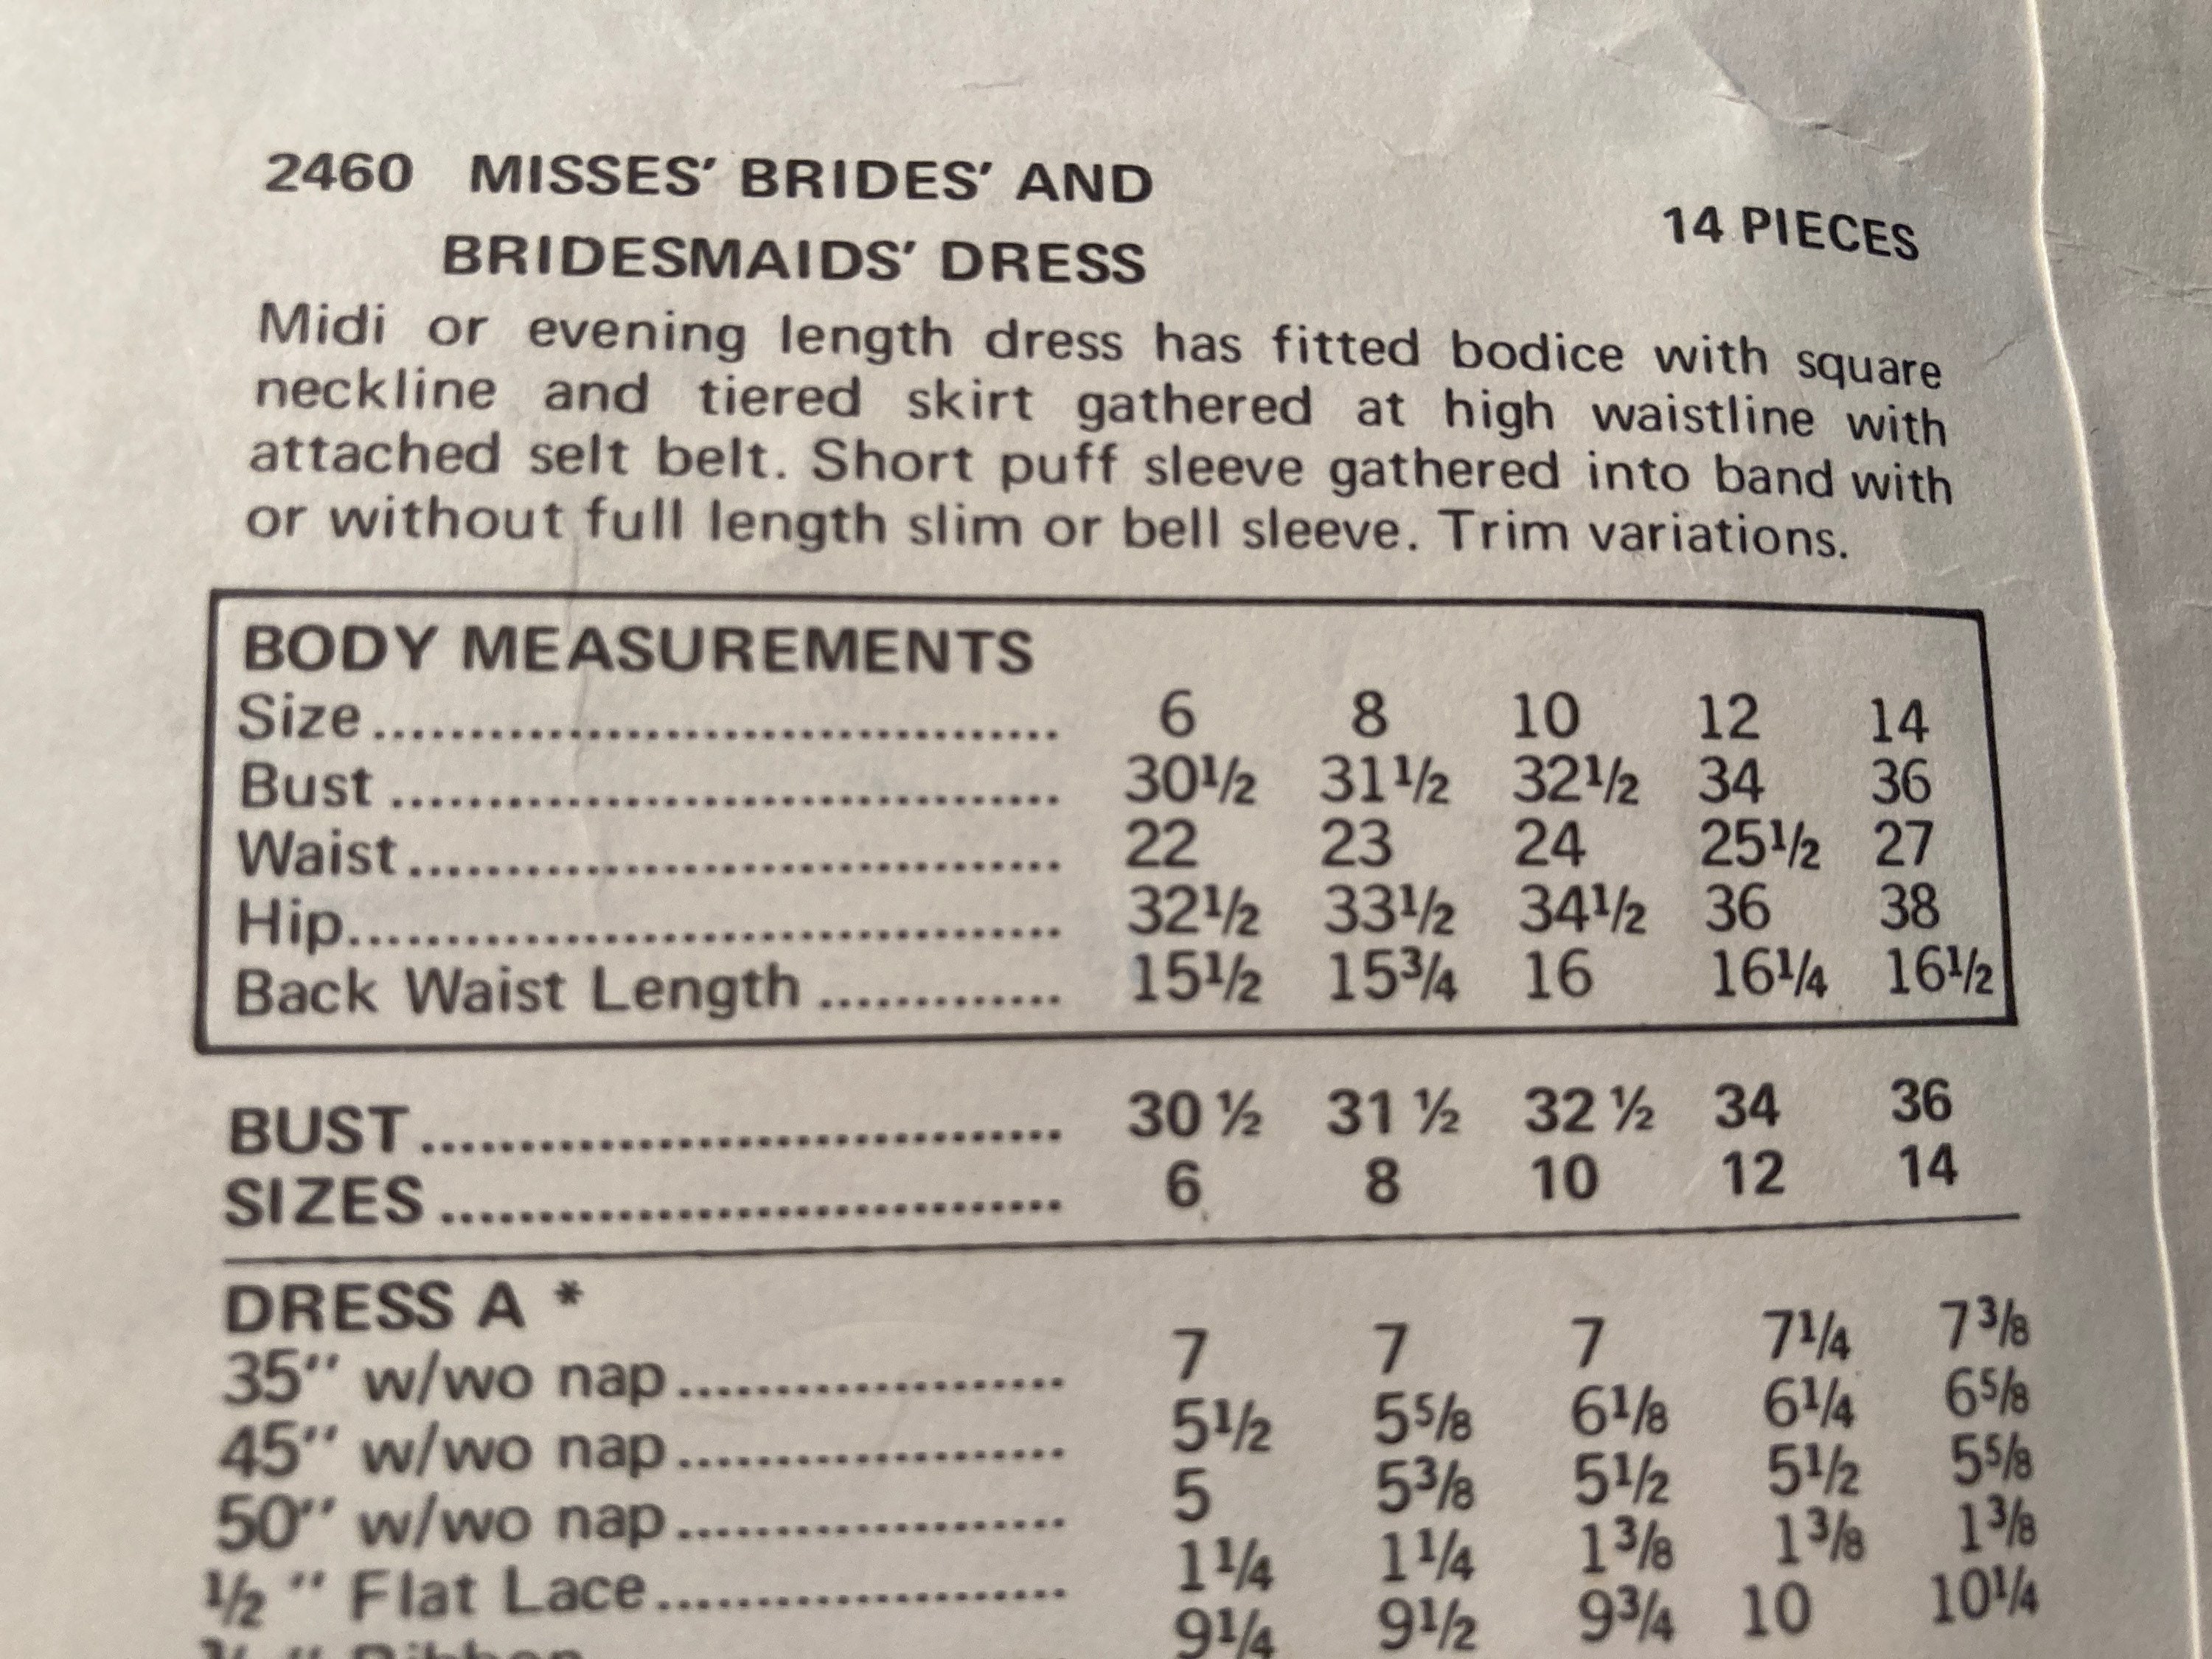 2460 MISSES' BRIDES' AND
BRIDESMAIDS' DRESS
14 PIECES
Midi or evening length dress has fitted bodice with square
neckline and tiered skirt gathered at high waistline with
attached selt belt. Short puff sleeve gathered into band with
or without full length slim or bell sleeve. Trim variations.
BODY MEASUREMENTS
Size........................................ 6 8 10 12 14
Bust ....................................... 30½ 31½ 32½ 34 36
Waist...................................... 22 23 24 25½ 27
Hip.......................................... 32½ 33½ 34½ 36 38
Back Waist Length ............. 15½ 15¾ 16 16¼ 16½
BUST ..................................... 30 ½ 31 ½ 32 ½ 34 36
SIZES .................................... 6 8 10 12 14
DRESS A *
35" w/wo nap...................... 7 7 7 7¼ 7⅜
45" w/wo nap...................... 5½ 5⅝ 6⅛ 6¼ 6⅝
50" w/wo nap...................... 5 5⅜ 5½ 5½ 5⅝
½ " Flat Lace........................ 1¼ 1¼ 1⅜ 1⅜ 1⅜
Ribbon 9¼ 9½ 9¾ 10 10¼